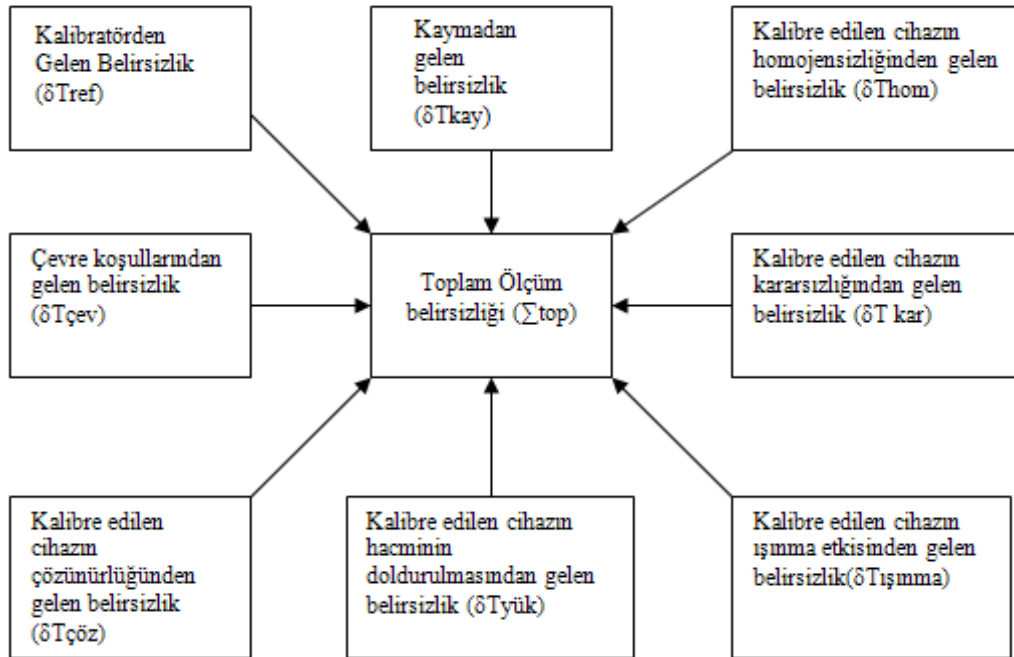 Kalibratörden
Gelen Belirsizlik
(δTref)
Kaymadan
gelen
belirsizlik
(δTkay)
Kalibre edilen cihazın
homojensizliğinden gelen
belirsizlik (δThom)
Çevre koşullarından
gelen belirsizlik
(δTçev)
Toplam Ölçüm
belirsizliği (∑top)
Kalibre edilen cihazın
kararsızlığından gelen
belirsizlik (δT kar)
Kalibre edilen
cihazın
çözünürlüğünden
gelen belirsizlik
(δTçöz)
Kalibre edilen cihazın
hacminin
doldurulmasından gelen
belirsizlik (δTyük)
Kalibre edilen cihazın
ışınma etkisinden gelen
belirsizlik(δTışınma)